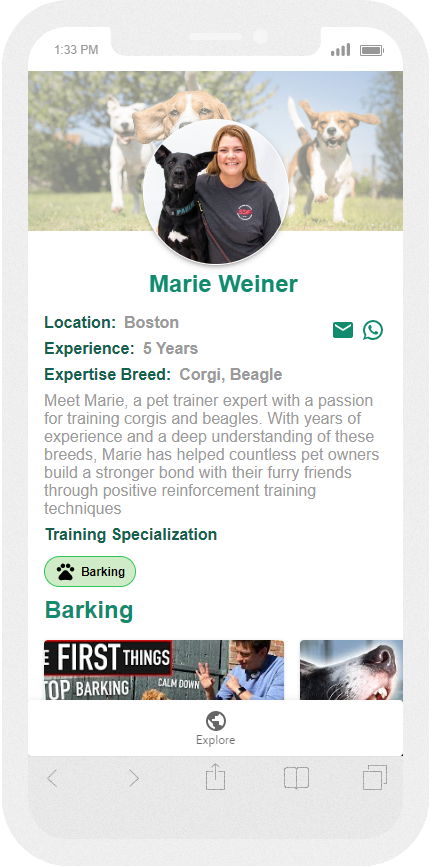 1:33 PM
Marie Weiner
Location: Boston
Experience: 5 Years
Expertise Breed: Corgi, Beagle
Meet Marie, a pet trainer expert with a passion
for training corgis and beagles. With years of
experience and a deep understanding of these
breeds, Marie has helped countless pet owners
build a stronger bond with their furry friends
through positive reinforcement training
techniques
Training Specialization
Barking
Barking
E FIRST THINGS
TOP BARKING
CALM DOWN
Explore